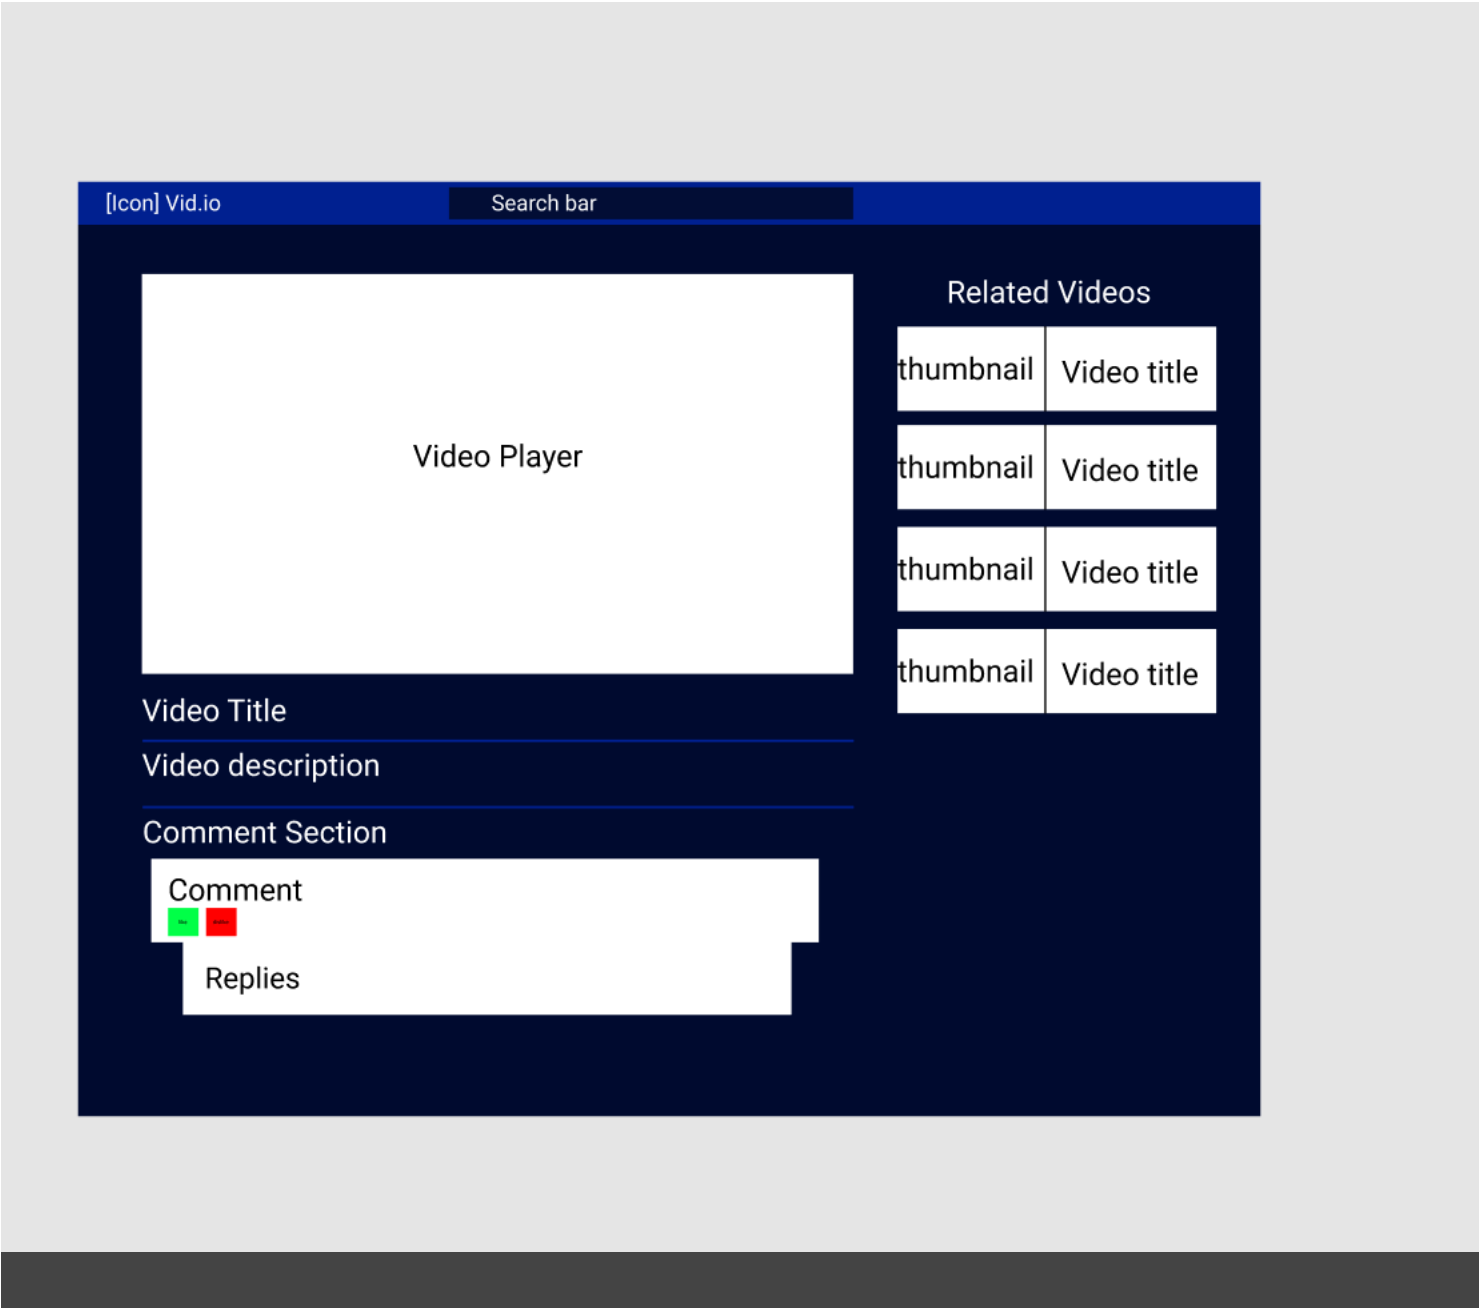 [Icon] Vid.io
Search bar
Video Player
Video Title
Video description
Comment Section
Comment
Replies
Related Videos
thumbnail
Video title
thumbnail
Video title
thumbnail
Video title
thumbnail
Video title